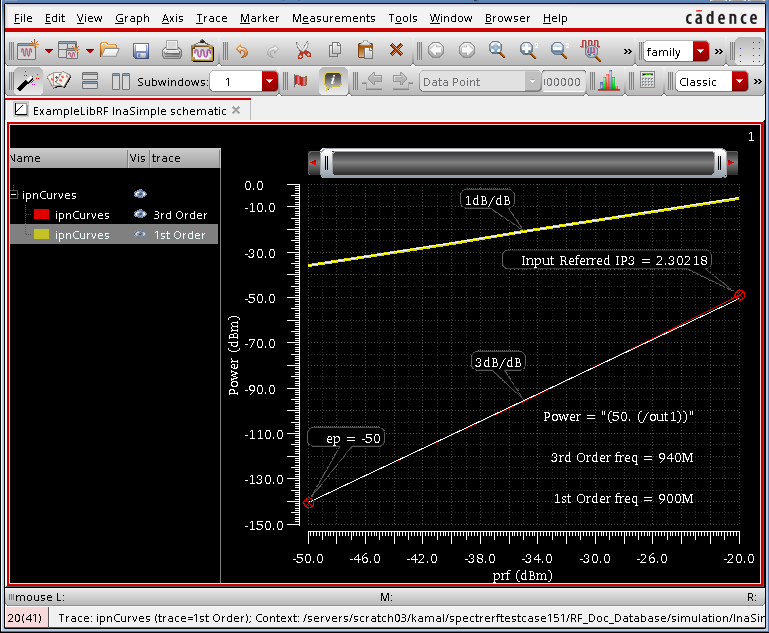 File Edit View Graph Axis Trace Marker Measurements Tools Window Browser Help cādence
» family »
Subwindows: 1 Data Point 00000 Classic »
ExampleLibRF lnaSimple schematic
1
Name Vis trace
ipnCurves
ipnCurves 3rd Order
ipnCurves 1st Order
0.0
-10.0
-30.0
-50.0
-70.0
-90.0
-110.0
-130.0
-150.0
Power (dBm)
1dB/dB
Input Referred IP3 = 2.30218
3dB/dB
Power = "(50. (/out1))"
ep = -50
3rd Order freq = 940M
1st Order freq = 900M
-50.0 -46.0 -42.0 -38.0 -34.0 -30.0 -26.0 -20.0
prf (dBm)
mouse L: M: R:
20(41) Trace: ipnCurves (trace=1st Order); Context: /servers/scratch03/kamal/spectrerftestcase151/RF_Doc_Database/simulation/lnaSim